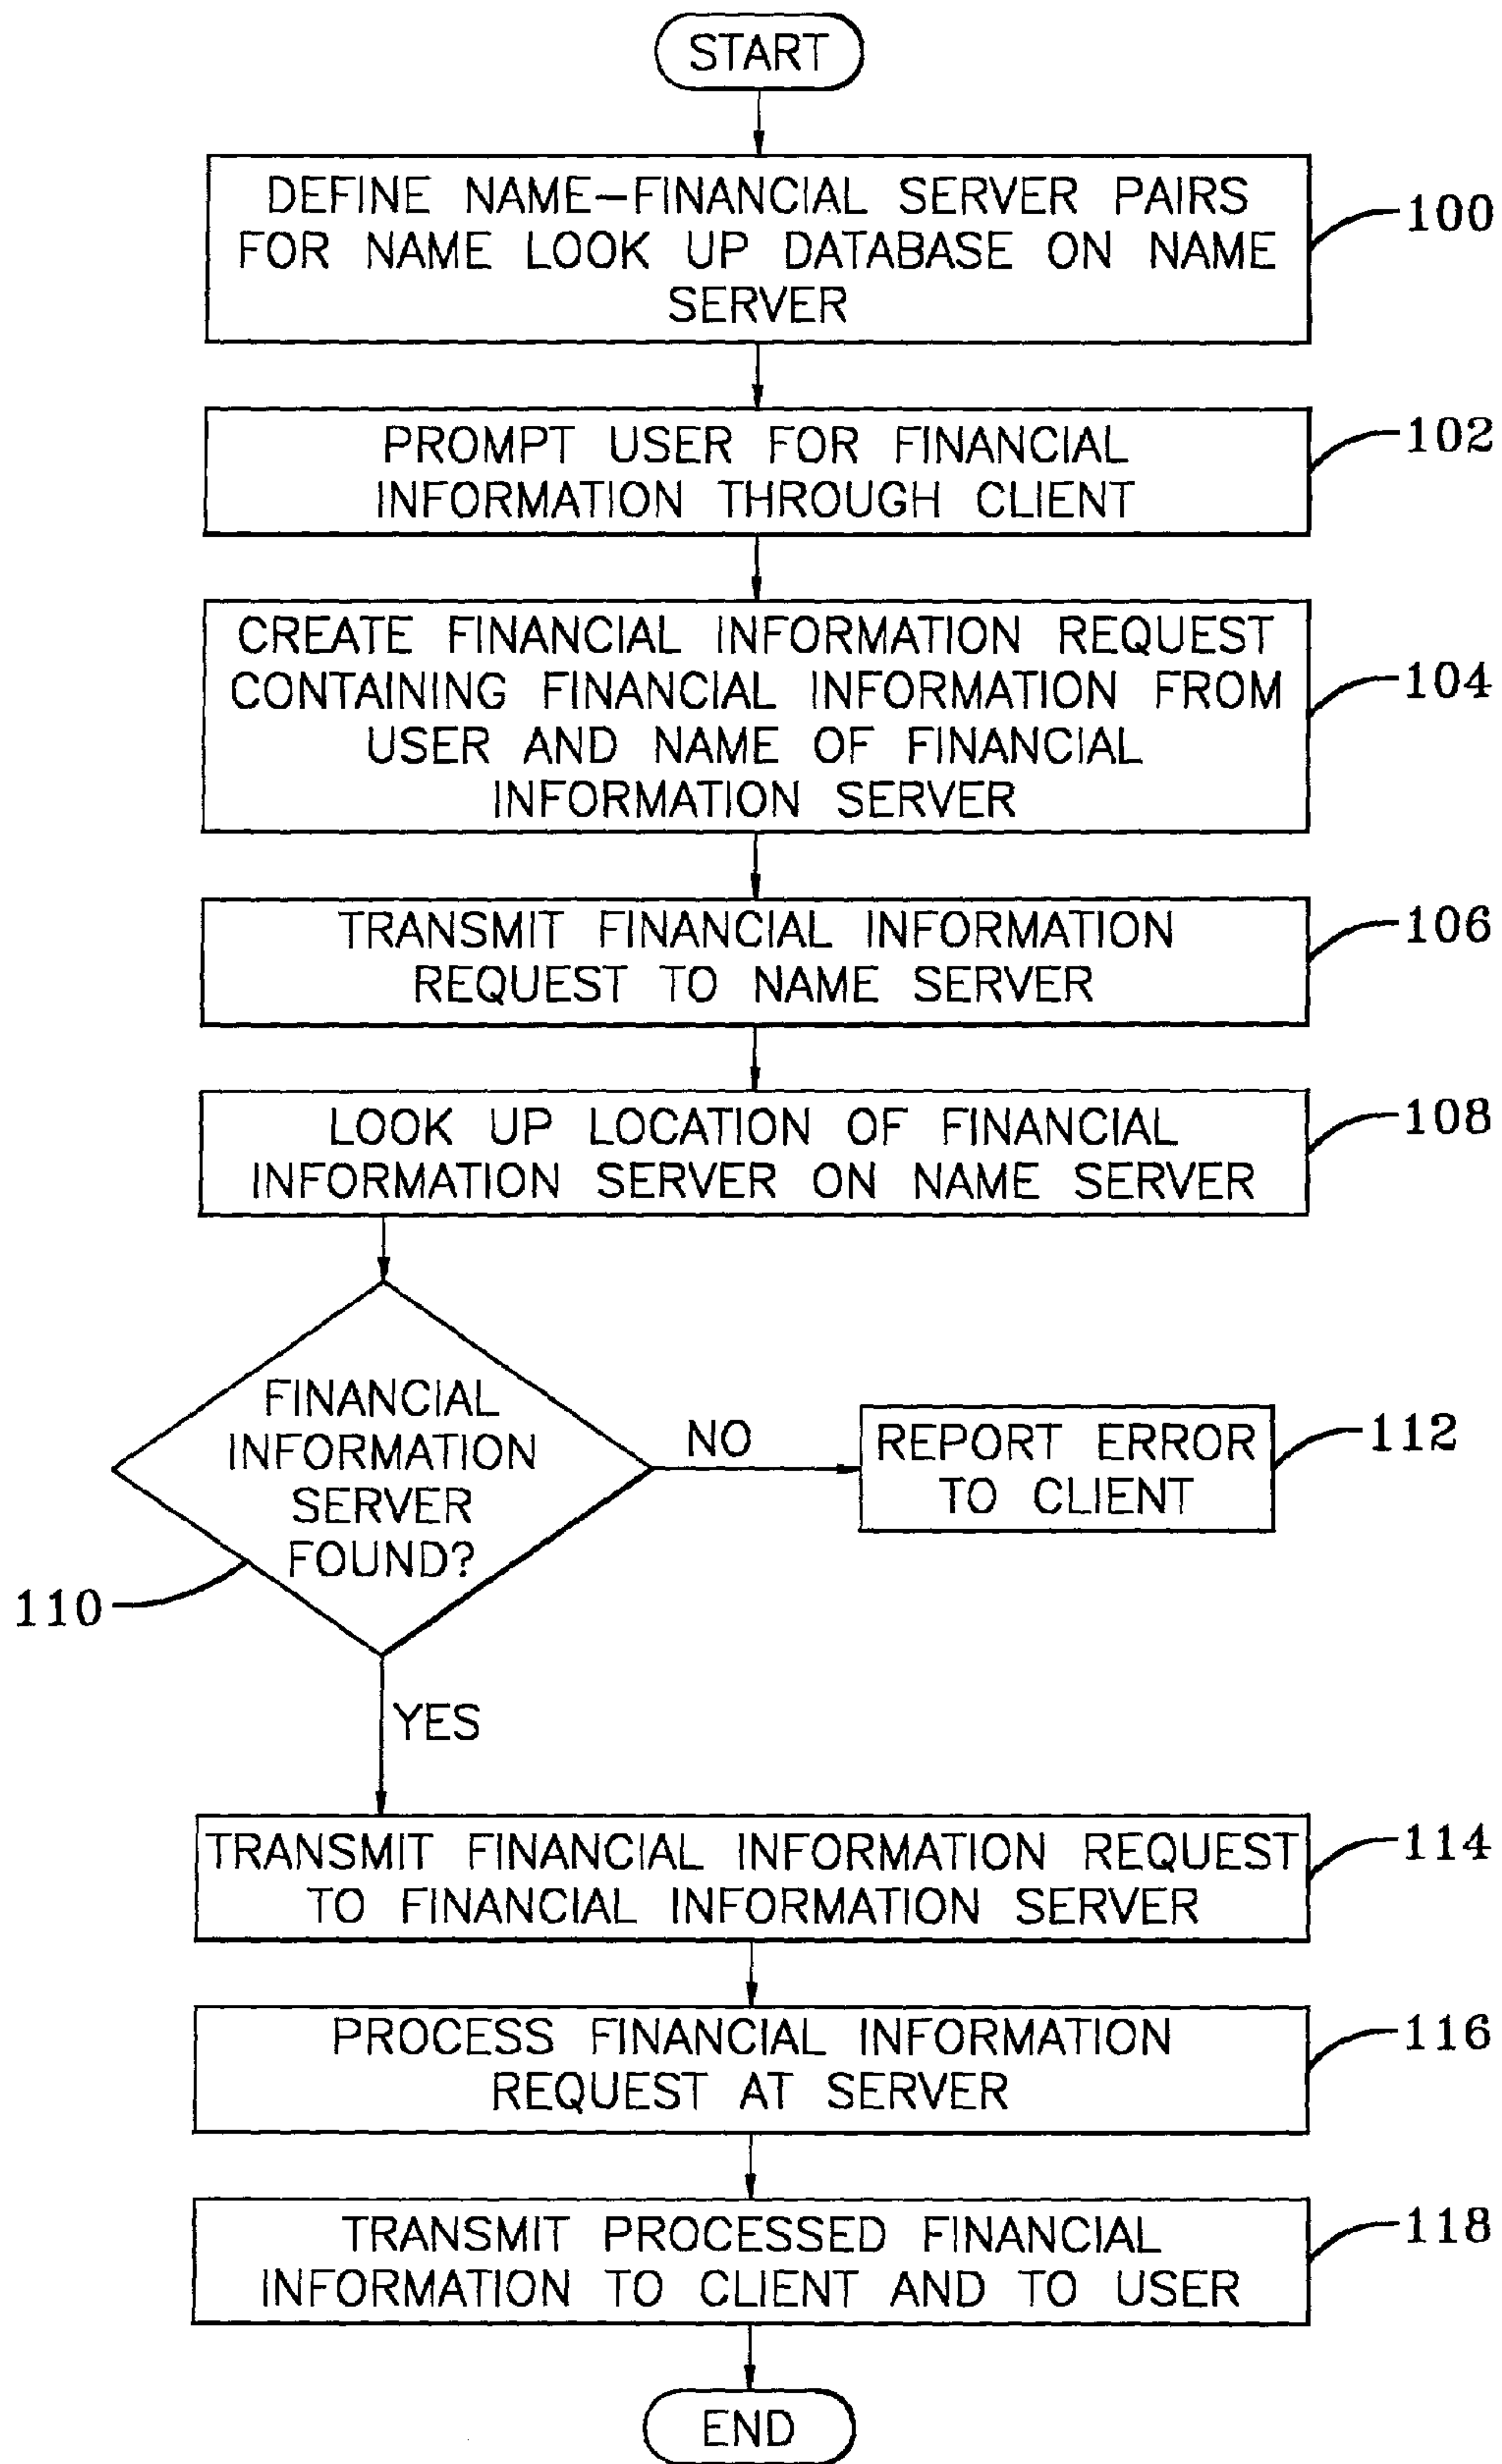 START
DEFINE NAME-FINANCIAL SERVER PAIRS
FOR NAME LOOK UP DATABASE ON NAME
SERVER
100
PROMPT USER FOR FINANCIAL
INFORMATION THROUGH CLIENT
102
CREATE FINANCIAL INFORMATION REQUEST
CONTAINING FINANCIAL INFORMATION FROM
USER AND NAME OF FINANCIAL
INFORMATION SERVER
104
TRANSMIT FINANCIAL INFORMATION
REQUEST TO NAME SERVER
106
LOOK UP LOCATION OF FINANCIAL
INFORMATION SERVER ON NAME SERVER
108
FINANCIAL
INFORMATION
SERVER
FOUND?
110
NO
REPORT ERROR
TO CLIENT
112
YES
TRANSMIT FINANCIAL INFORMATION REQUEST
TO FINANCIAL INFORMATION SERVER
114
PROCESS FINANCIAL INFORMATION
REQUEST AT SERVER
116
TRANSMIT PROCESSED FINANCIAL
INFORMATION TO CLIENT AND TO USER
118
END